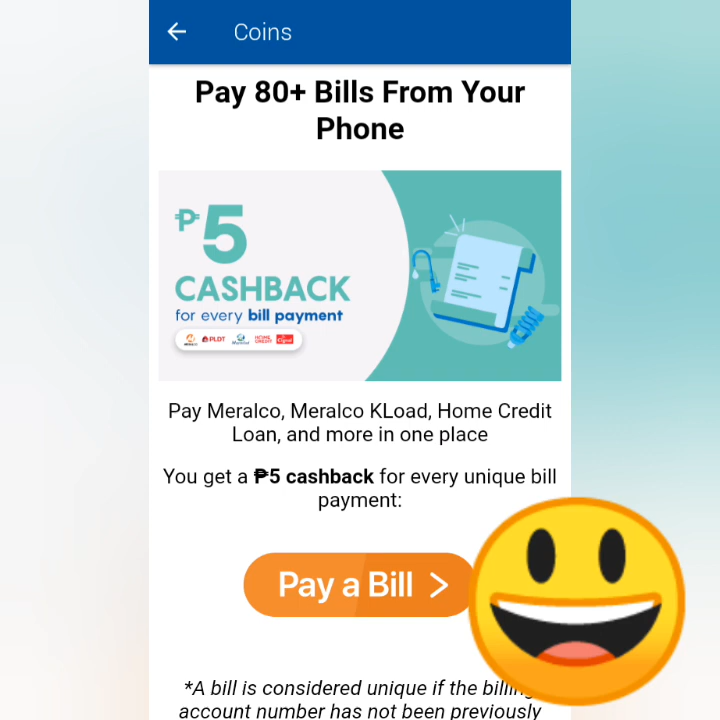 Coins
Pay 80+ Bills From Your
Phone
₱5
CASHBACK
for every bill payment
PLDT
HOME
CREDIT
Pay Meralco, Meralco KLoad, Home Credit
Loan, and more in one place
You get a ₱5 cashback for every unique bill
payment:
Pay a Bill >
*A bill is considered unique if the billing
account number has not been previously